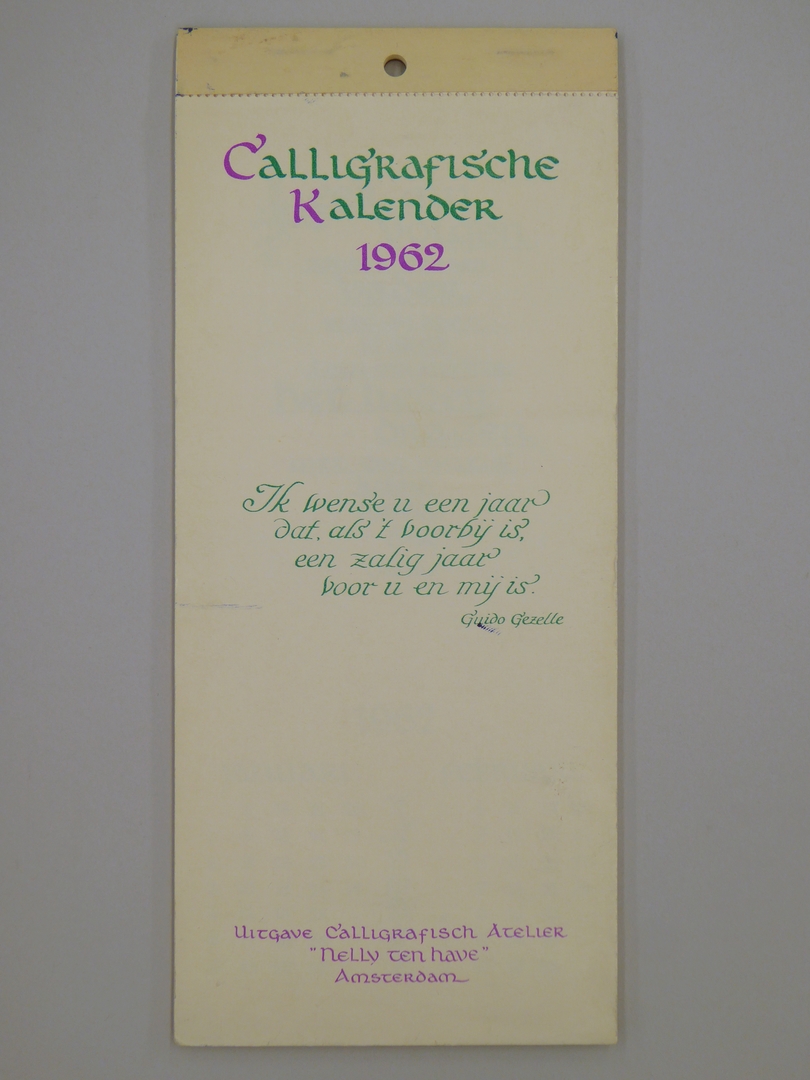 Calligrafische
Kalender
1962
Ik wense u een jaar
dat, als 't voorbij is,
een zalig jaar
voor u en mij is.
Guido Gezelle
Uitgave Calligrafisch Atelier
"Nelly ten have"
Amsterdam